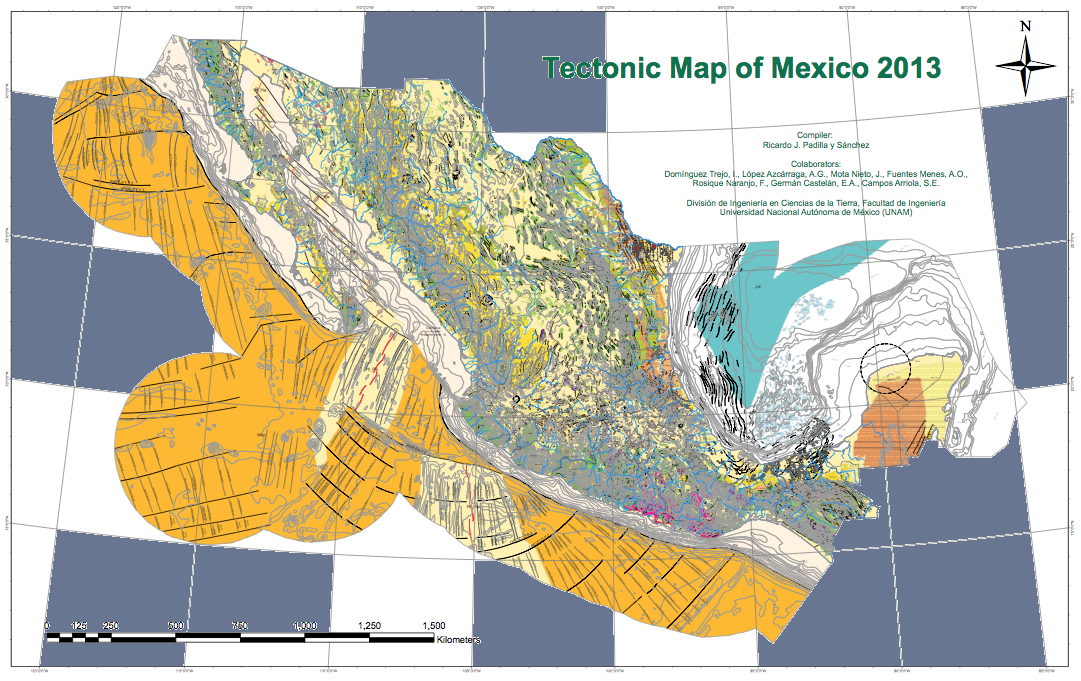 N
Tectonic Map of Mexico 2013
Compiler:
Ricardo J. Padilla y Sánchez
Colaborators:
Domínguez Trejo, I., López Azcárraga, A.G., Mota Nieto, J., Fuentes Menes, A.O.,
Rosique Naranjo, F., Germán Castelán, E.A., Campos Arriola, S.E.
División de Ingeniería en Ciencias de la Tierra, Facultad de Ingeniería
Universidad Nacional Autónoma de México (UNAM)
0 125 250 500 750 1,000 1,250 1,500
Kilometers